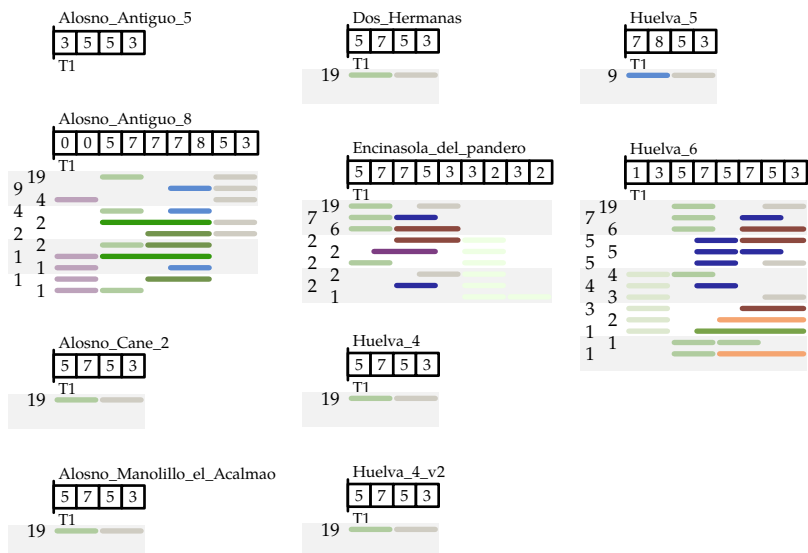 Alosno_Antiguo_5
3 5 5 3
T1
Dos_Hermanas
5 7 5 3
T1
19
Huelva_5
7 8 5 3
T1
9
Alosno_Antiguo_8
0 0 5 7 7 7 8 5 3
T1
19
9
4
4
2
2
2
1
1
1
1
Encinasola_del_pandero
5 7 7 5 3 3 2 3 2
T1
19
7
6
2
2
2
2
2
1
Huelva_6
1 3 5 7 5 7 5 3
T1
19
7
6
5
5
5
4
4
3
3
2
1
1
1
Alosno_Cane_2
5 7 5 3
T1
19
Huelva_4
5 7 5 3
T1
19
Alosno_Manolillo_el_Acalmao
5 7 5 3
T1
19
Huelva_4_v2
5 7 5 3
T1
19